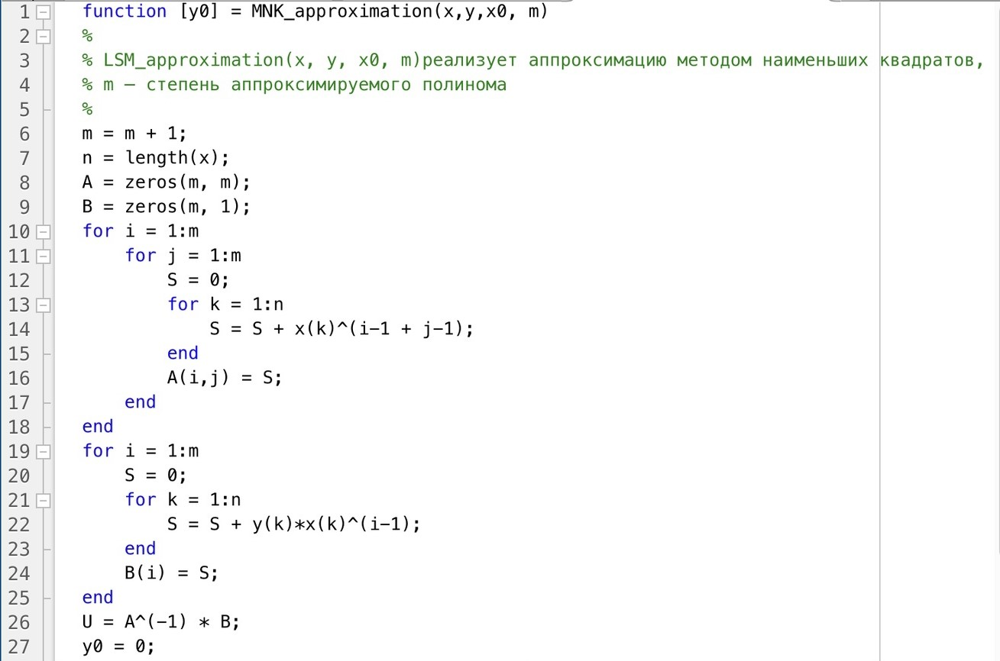 1 function [y0] = MNK_approximation(x,y,x0, m)
2 %
3 % LSM_approximation(x, y, x0, m)реализует аппроксимацию методом наименьших квадратов,
4 % m – степень аппроксимируемого полинома
5 %
6 m = m + 1;
7 n = length(x);
8 A = zeros(m, m);
9 B = zeros(m, 1);
10 for i = 1:m
11 for j = 1:m
12 S = 0;
13 for k = 1:n
14 S = S + x(k)^(i-1 + j-1);
15 end
16 A(i,j) = S;
17 end
18 end
19 for i = 1:m
20 S = 0;
21 for k = 1:n
22 S = S + y(k)*x(k)^(i-1);
23 end
24 B(i) = S;
25 end
26 U = A^(-1) * B;
27 y0 = 0;